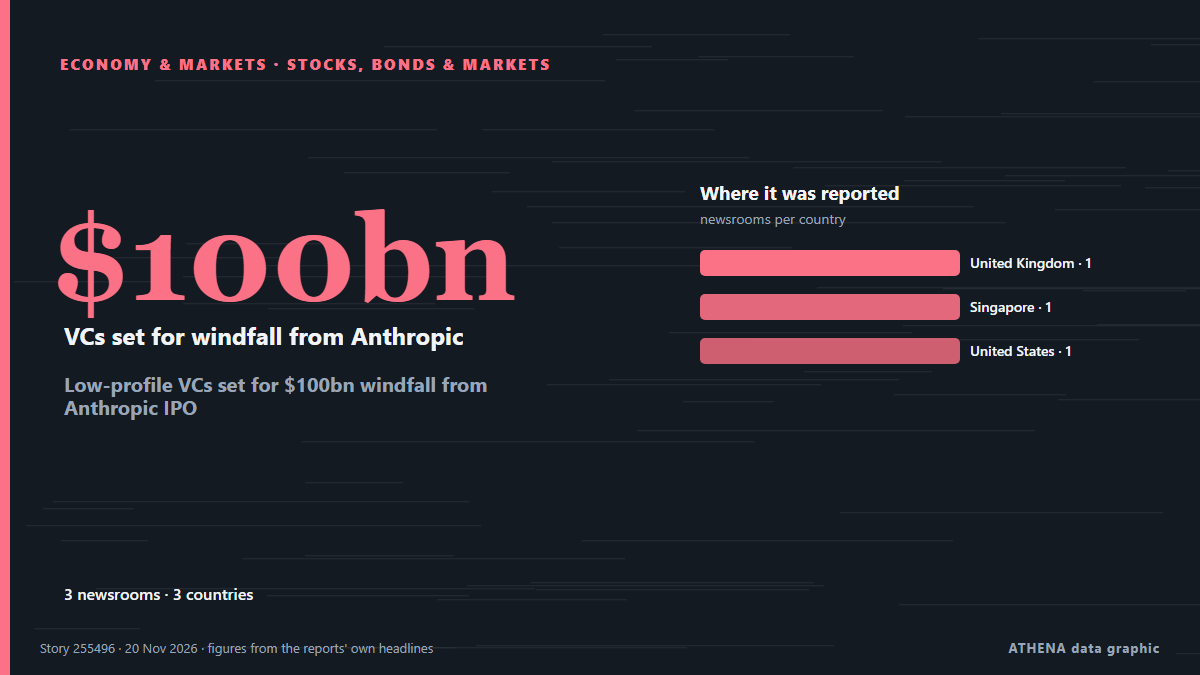 ECONOMY & MARKETS · STOCKS, BONDS & MARKETS
$100bn
VCs set for windfall from Anthropic
Low-profile VCs set for $100bn windfall from
Anthropic IPO
Where it was reported
newsrooms per country
United Kingdom · 1
Singapore · 1
United States · 1
3 newsrooms · 3 countries
Story 255496 · 20 Nov 2026 · figures from the reports' own headlines
ATHENA data graphic